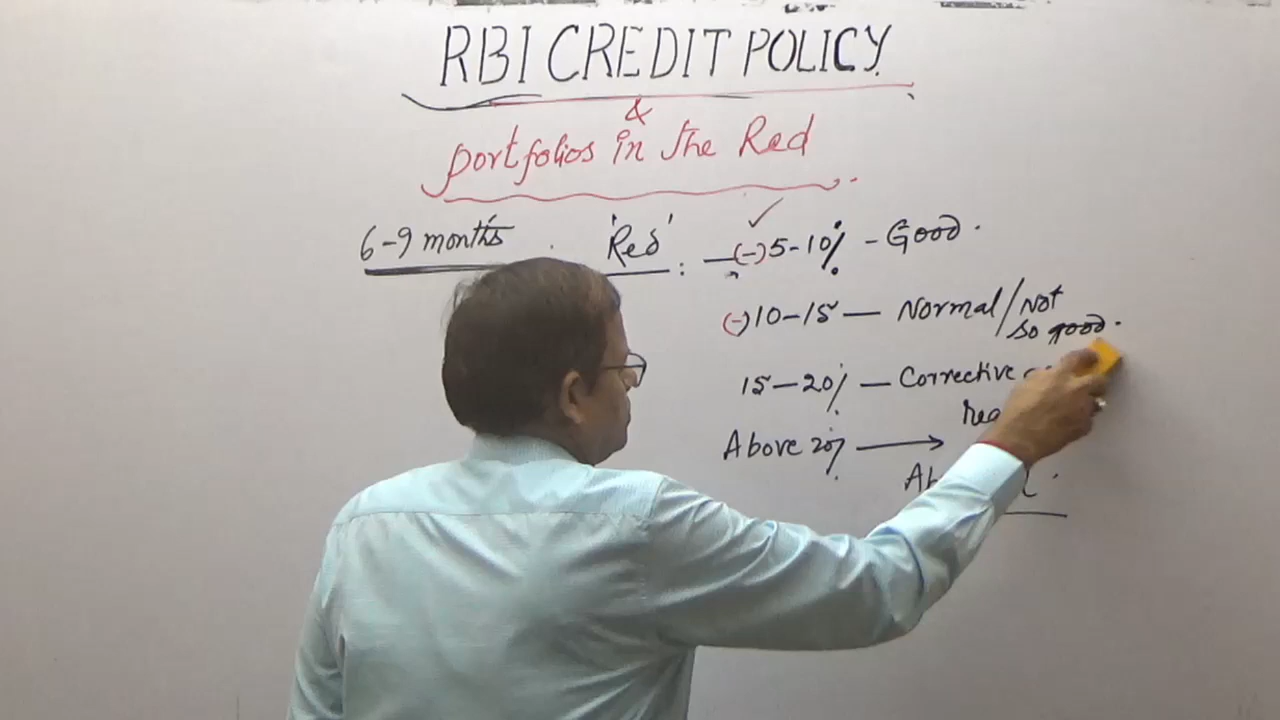 RBI CREDIT POLICY
&
portfolios in the Red
6-9 months 'Red' : (-) 5-10% - Good.
(-) 10-15 — Normal/Not
so good.
15-20% — Corrective
Above 20% →